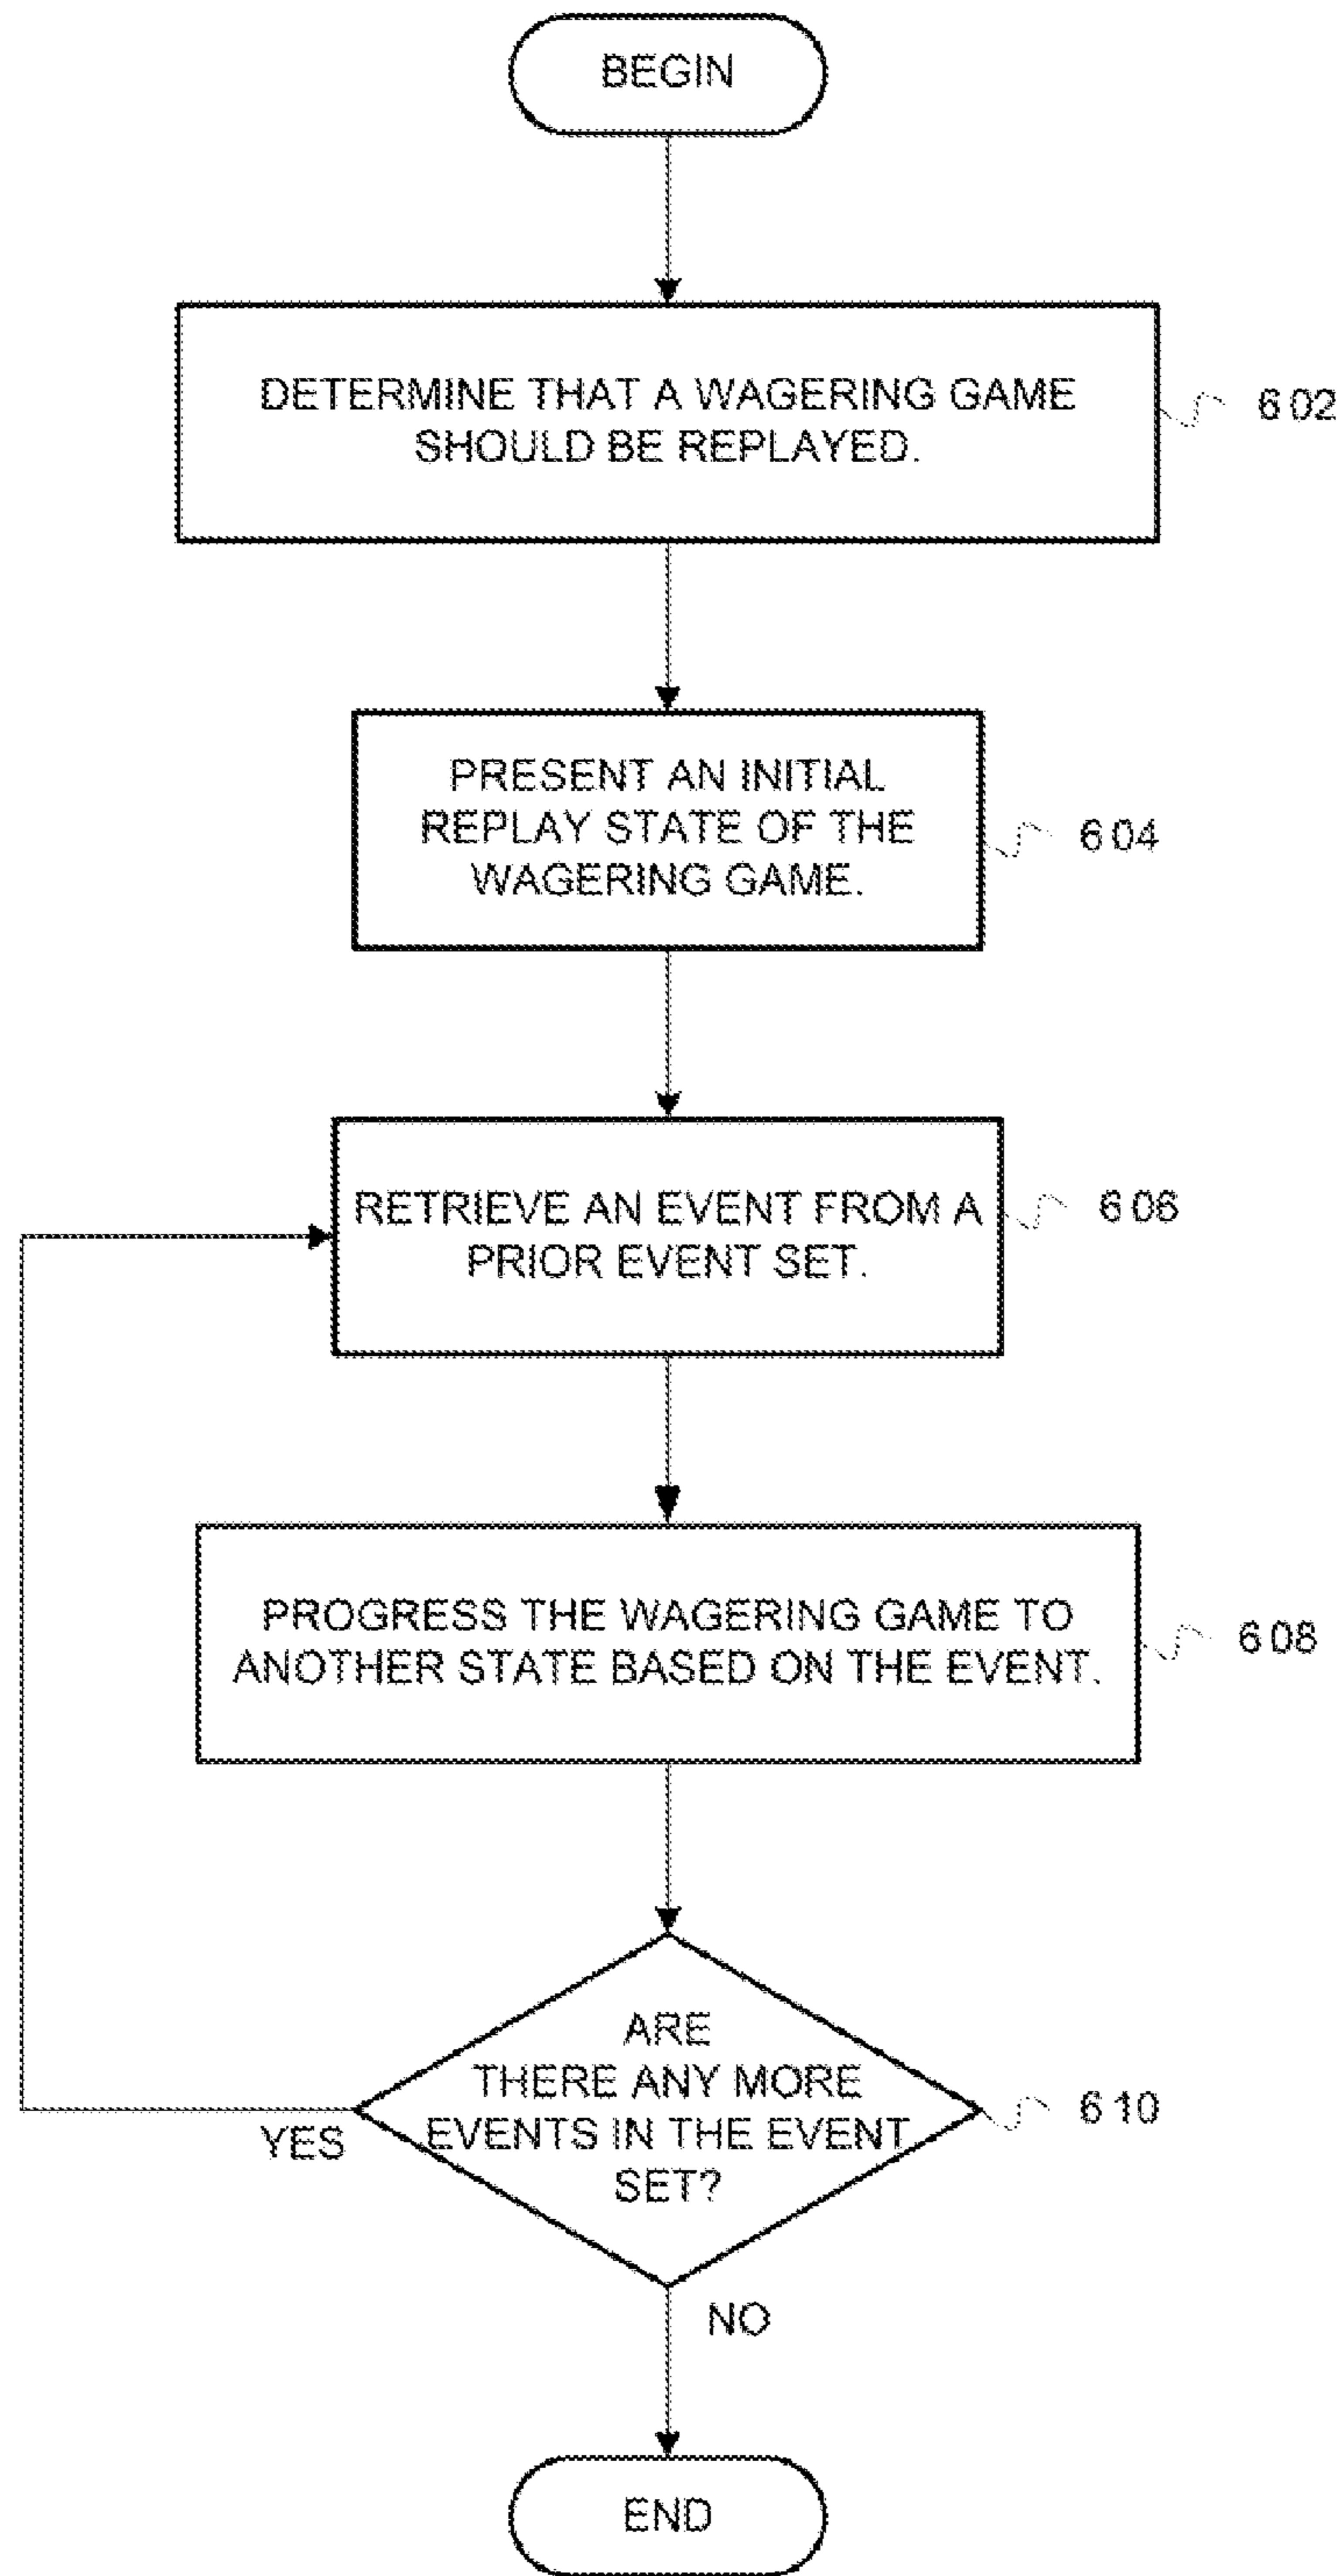 BEGIN
DETERMINE THAT A WAGERING GAME
SHOULD BE REPLAYED.
602
PRESENT AN INITIAL
REPLAY STATE OF THE
WAGERING GAME.
604
RETRIEVE AN EVENT FROM A
PRIOR EVENT SET.
606
PROGRESS THE WAGERING GAME TO
ANOTHER STATE BASED ON THE EVENT.
608
ARE
THERE ANY MORE
EVENTS IN THE EVENT
SET?
610
YES
NO
END